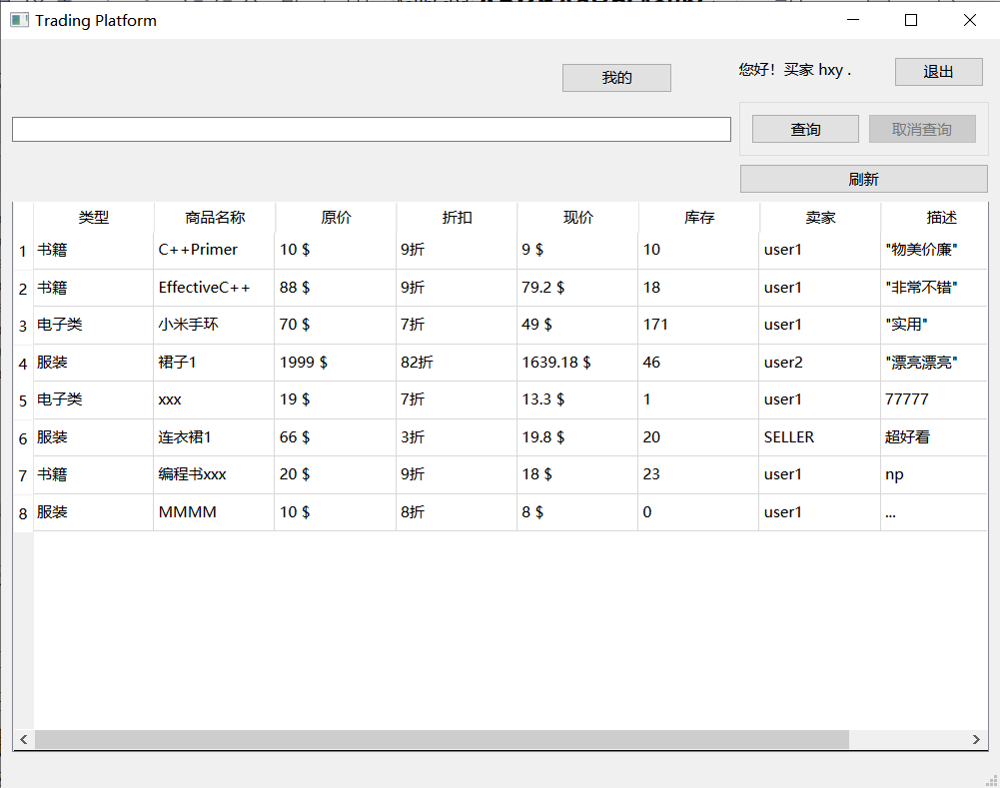 Trading Platform
我的
您好！买家 hxy .
退出
查询
取消查询
刷新
类型 商品名称 原价 折扣 现价 库存 卖家 描述
1 书籍 C++Primer 10 $ 9折 9 $ 10 user1 "物美价廉"
2 书籍 EffectiveC++ 88 $ 9折 79.2 $ 18 user1 "非常不错"
3 电子类 小米手环 70 $ 7折 49 $ 171 user1 "实用"
4 服装 裙子1 1999 $ 82折 1639.18 $ 46 user2 "漂亮漂亮"
5 电子类 xxx 19 $ 7折 13.3 $ 1 user1 77777
6 服装 连衣裙1 66 $ 3折 19.8 $ 20 SELLER 超好看
7 书籍 编程书xxx 20 $ 9折 18 $ 23 user1 np
8 服装 MMMM 10 $ 8折 8 $ 0 user1 ...